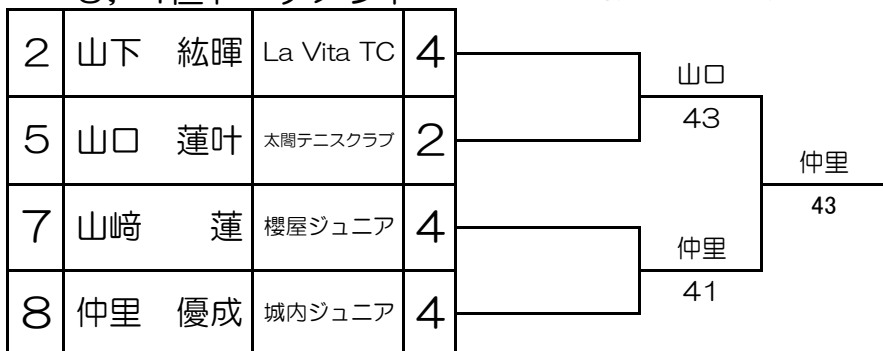 2 山下 紘暉 La Vita TC 4
5 山口 蓮叶 太閤テニスクラブ 2
7 山﨑 蓮 櫻屋ジュニア 4
8 仲里 優成 城内ジュニア 4
山口
43
仲里
41
仲里
43